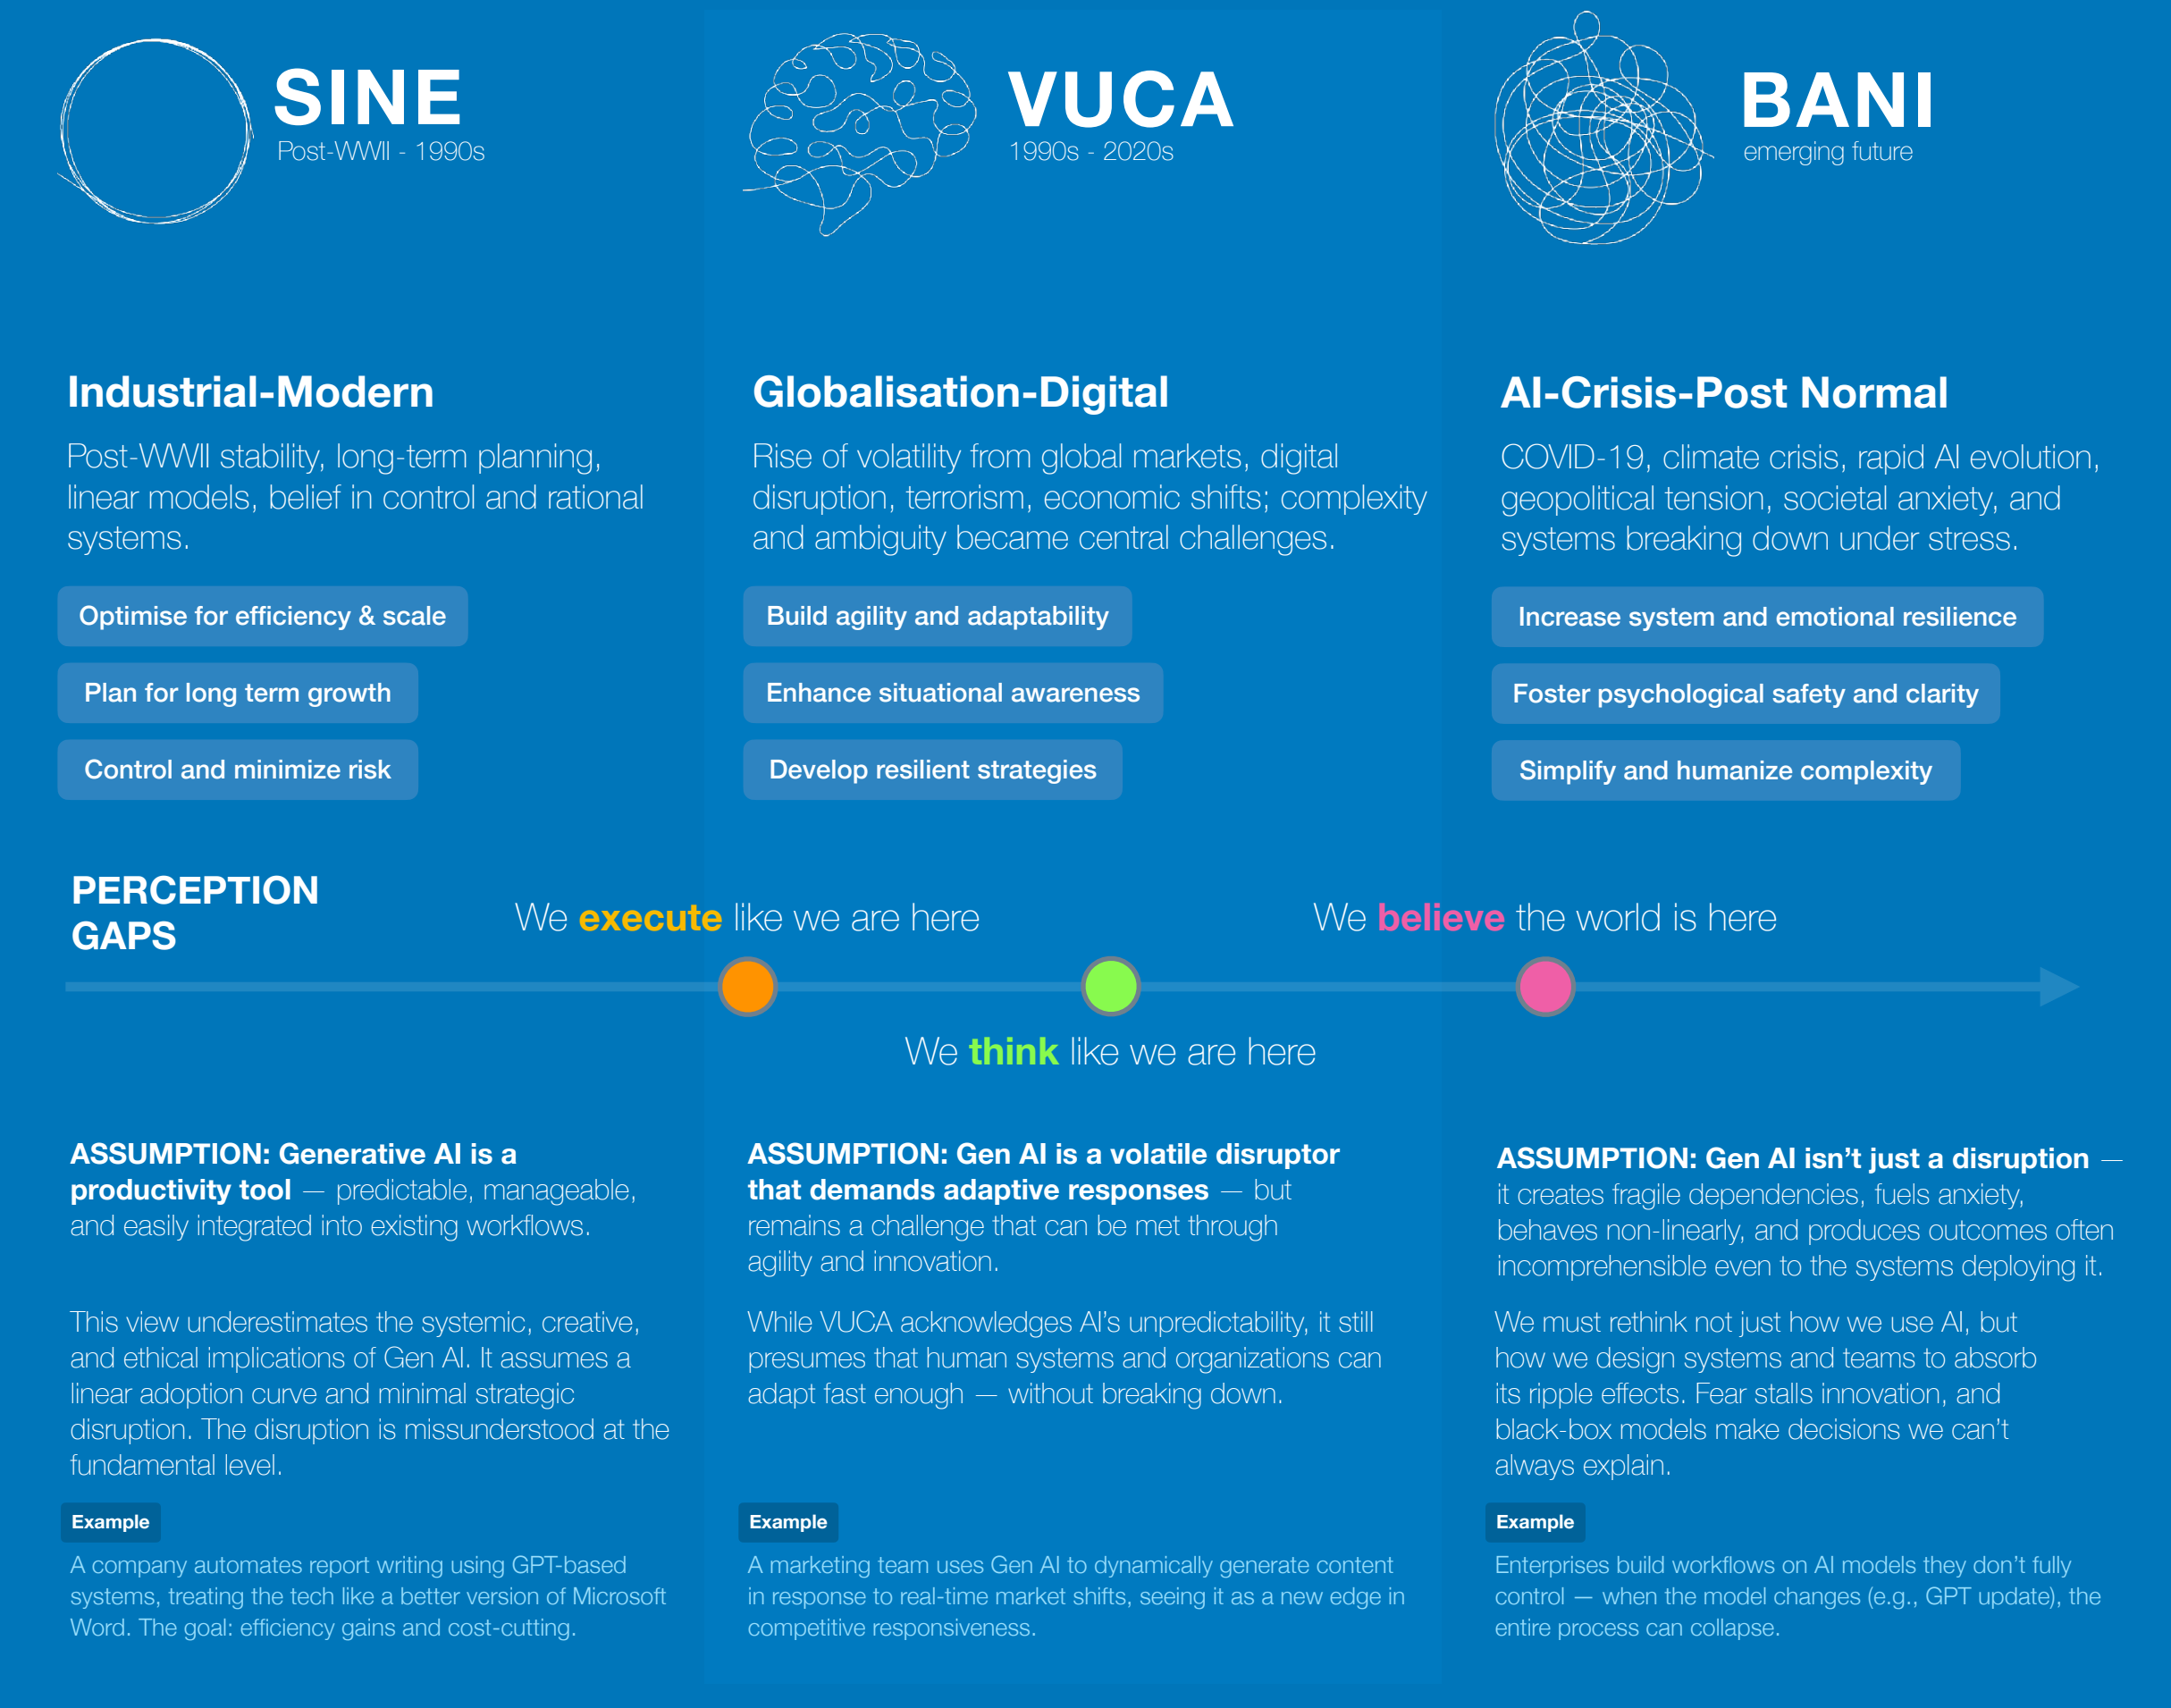 SINE
Post-WWII - 1990s
VUCA
1990s - 2020s
BANI
emerging future
Industrial-Modern
Post-WWII stability, long-term planning,
linear models, belief in control and rational
systems.
Optimise for efficiency & scale
Plan for long term growth
Control and minimize risk
Globalisation-Digital
Rise of volatility from global markets, digital
disruption, terrorism, economic shifts; complexity
and ambiguity became central challenges.
Build agility and adaptability
Enhance situational awareness
Develop resilient strategies
AI-Crisis-Post Normal
COVID-19, climate crisis, rapid AI evolution,
geopolitical tension, societal anxiety, and
systems breaking down under stress.
Increase system and emotional resilience
Foster psychological safety and clarity
Simplify and humanize complexity
PERCEPTION
GAPS
We execute like we are here
We think like we are here
We believe the world is here
ASSUMPTION: Generative AI is a
productivity tool — predictable, manageable,
and easily integrated into existing workflows.
This view underestimates the systemic, creative,
and ethical implications of Gen AI. It assumes a
linear adoption curve and minimal strategic
disruption. The disruption is missunderstood at the
fundamental level.
Example
A company automates report writing using GPT-based
systems, treating the tech like a better version of Microsoft
Word. The goal: efficiency gains and cost-cutting.
ASSUMPTION: Gen AI is a volatile disruptor
that demands adaptive responses — but
remains a challenge that can be met through
agility and innovation.
While VUCA acknowledges AI's unpredictability, it still
presumes that human systems and organizations can
adapt fast enough — without breaking down.
Example
A marketing team uses Gen AI to dynamically generate content
in response to real-time market shifts, seeing it as a new edge in
competitive responsiveness.
ASSUMPTION: Gen AI isn't just a disruption —
it creates fragile dependencies, fuels anxiety,
behaves non-linearly, and produces outcomes often
incomprehensible even to the systems deploying it.
We must rethink not just how we use AI, but
how we design systems and teams to absorb
its ripple effects. Fear stalls innovation, and
black-box models make decisions we can't
always explain.
Example
Enterprises build workflows on AI models they don't fully
control — when the model changes (e.g., GPT update), the
entire process can collapse.